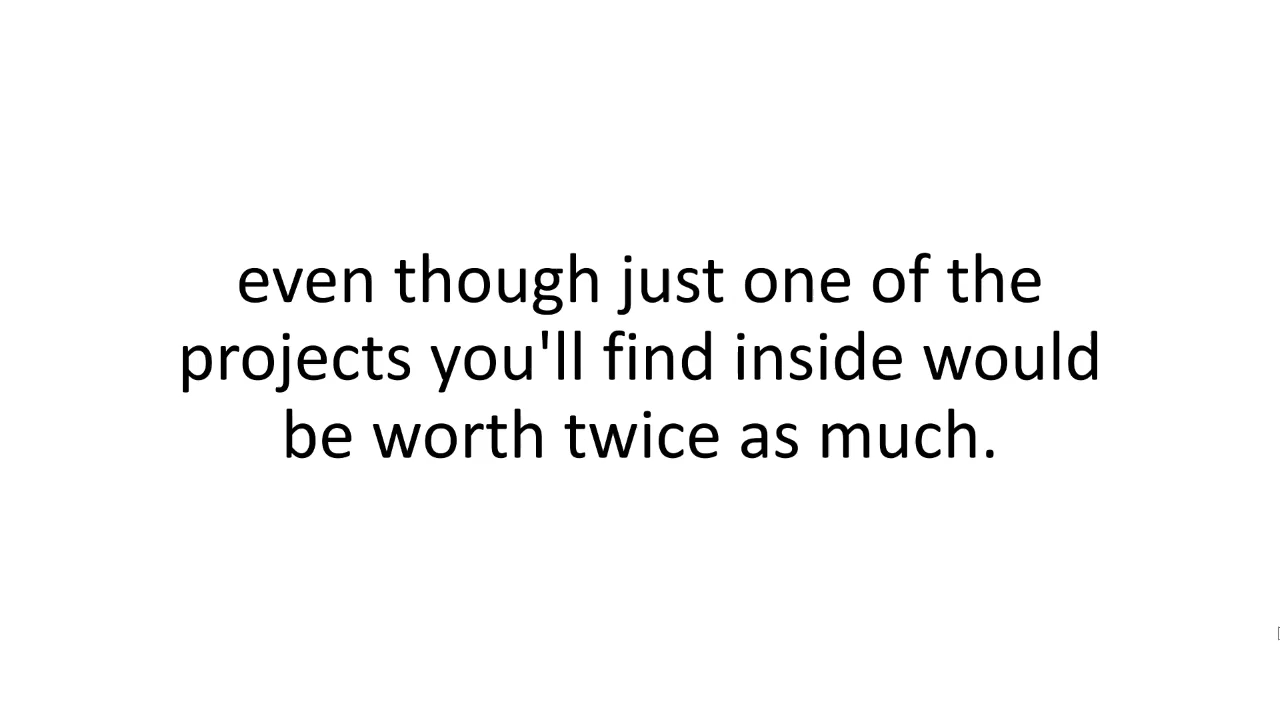 even though just one of the
projects you'll find inside would
be worth twice as much.